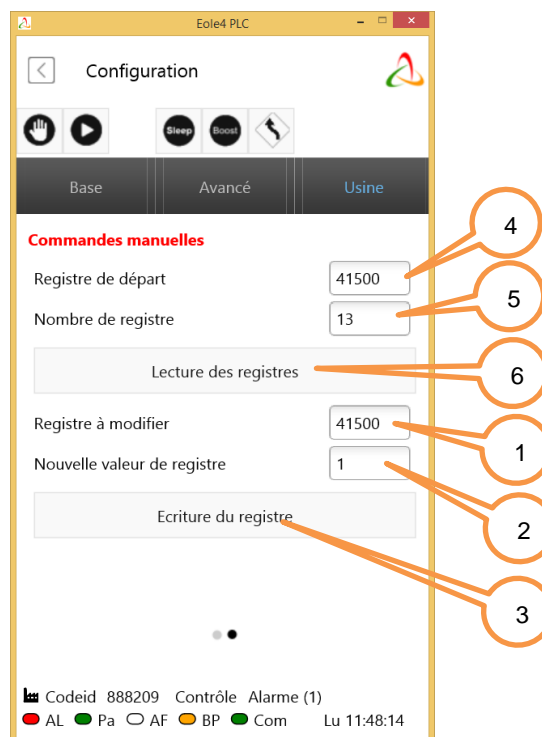 Eole4 PLC
Configuration
Sleep
Boost
Base
Avancé
Usine
Commandes manuelles
Registre de départ
41500
4
Nombre de registre
13
5
Lecture des registres
6
Registre à modifier
41500
1
Nouvelle valeur de registre
1
2
Ecriture du registre
3
Codeid 888209 Contrôle Alarme (1)
AL Pa AF BP Com Lu 11:48:14